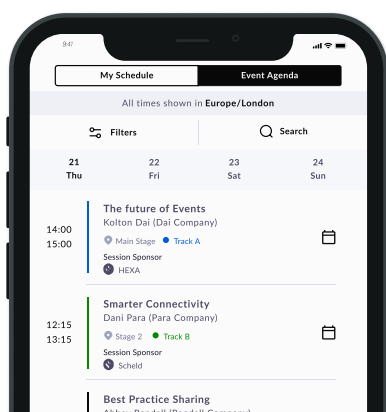 9:41
My Schedule
Event Agenda
All times shown in Europe/London
Filters
Search
21
Thu
22
Fri
23
Sat
24
Sun
14:00
15:00
The future of Events
Kolton Dai (Dai Company)
Main Stage
Track A
Session Sponsor
HEXA
12:15
13:15
Smarter Connectivity
Dani Para (Para Company)
Stage 2
Track B
Session Sponsor
Scheld
Best Practice Sharing